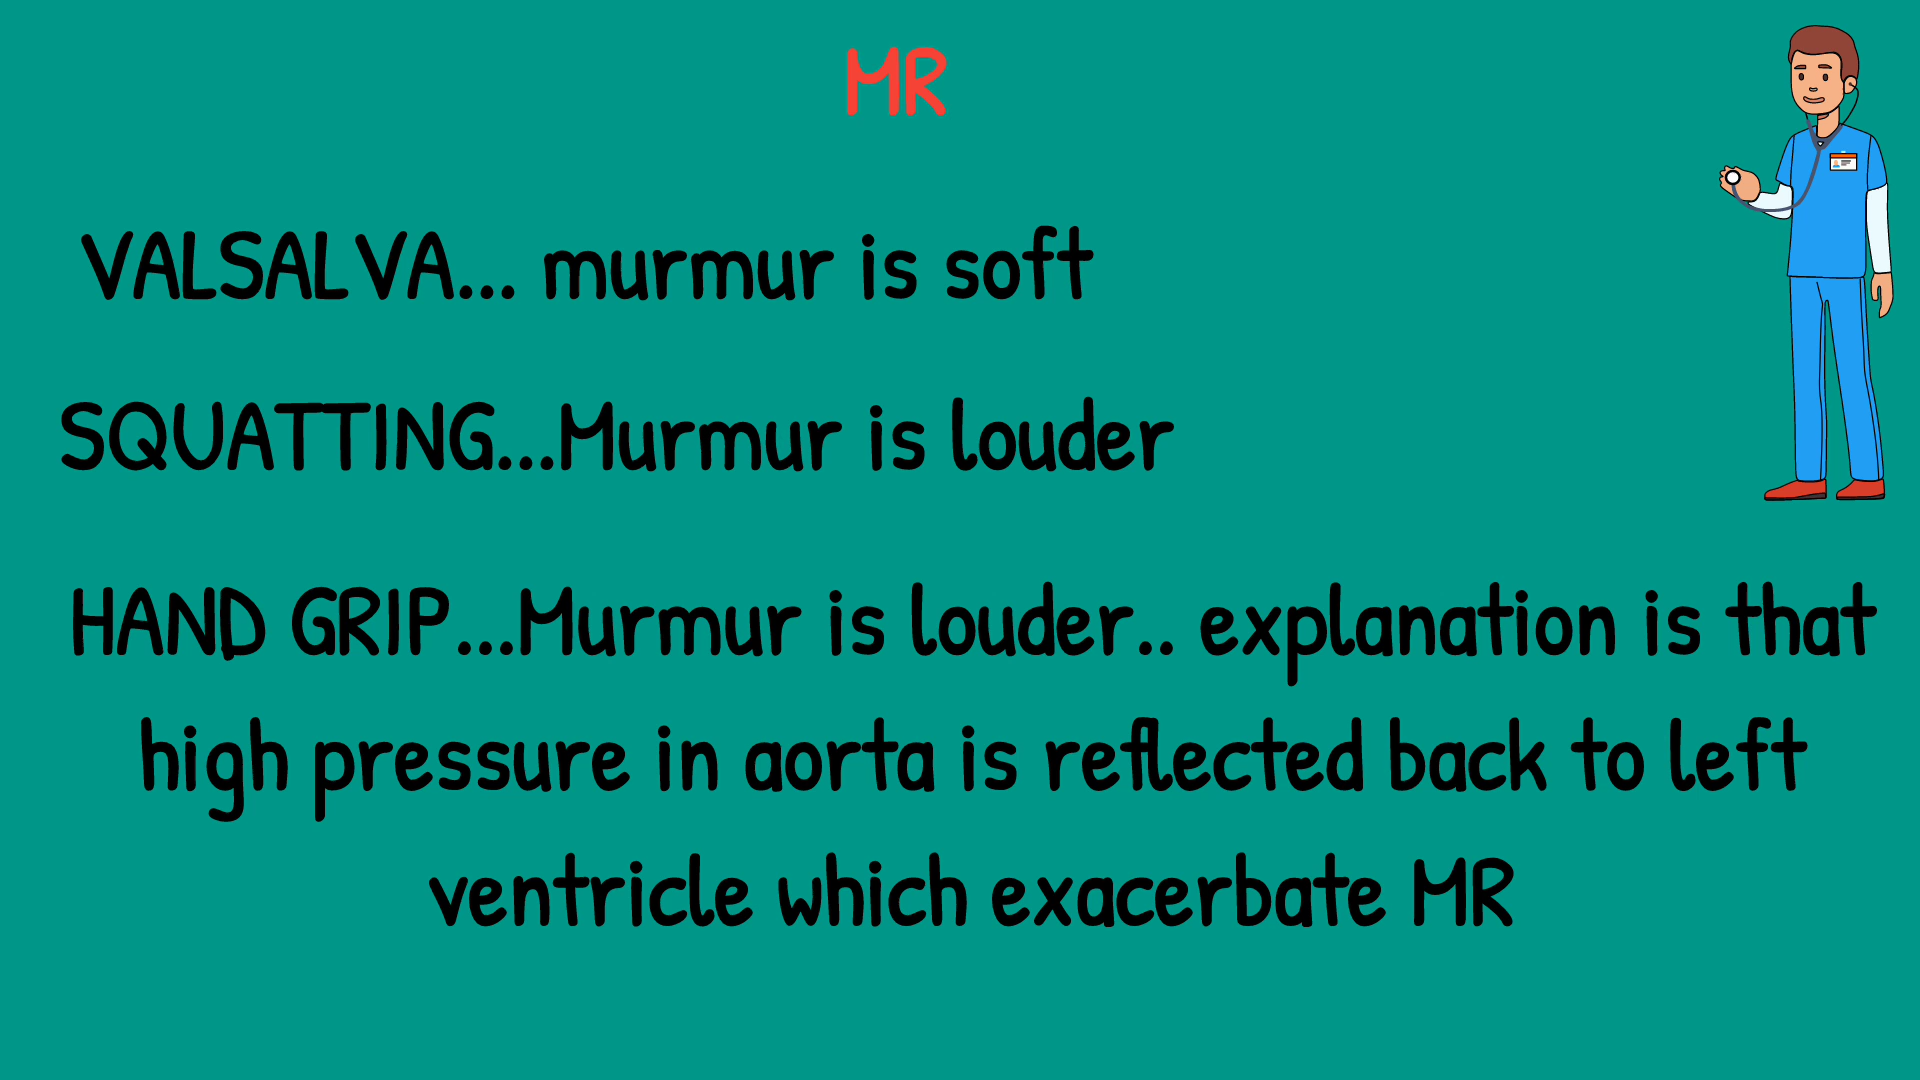 MR
VALSALVA... murmur is soft
SQUATTING...Murmur is louder
HAND GRIP...Murmur is louder.. explanation is that
high pressure in aorta is reflected back to left
ventricle which exacerbate MR